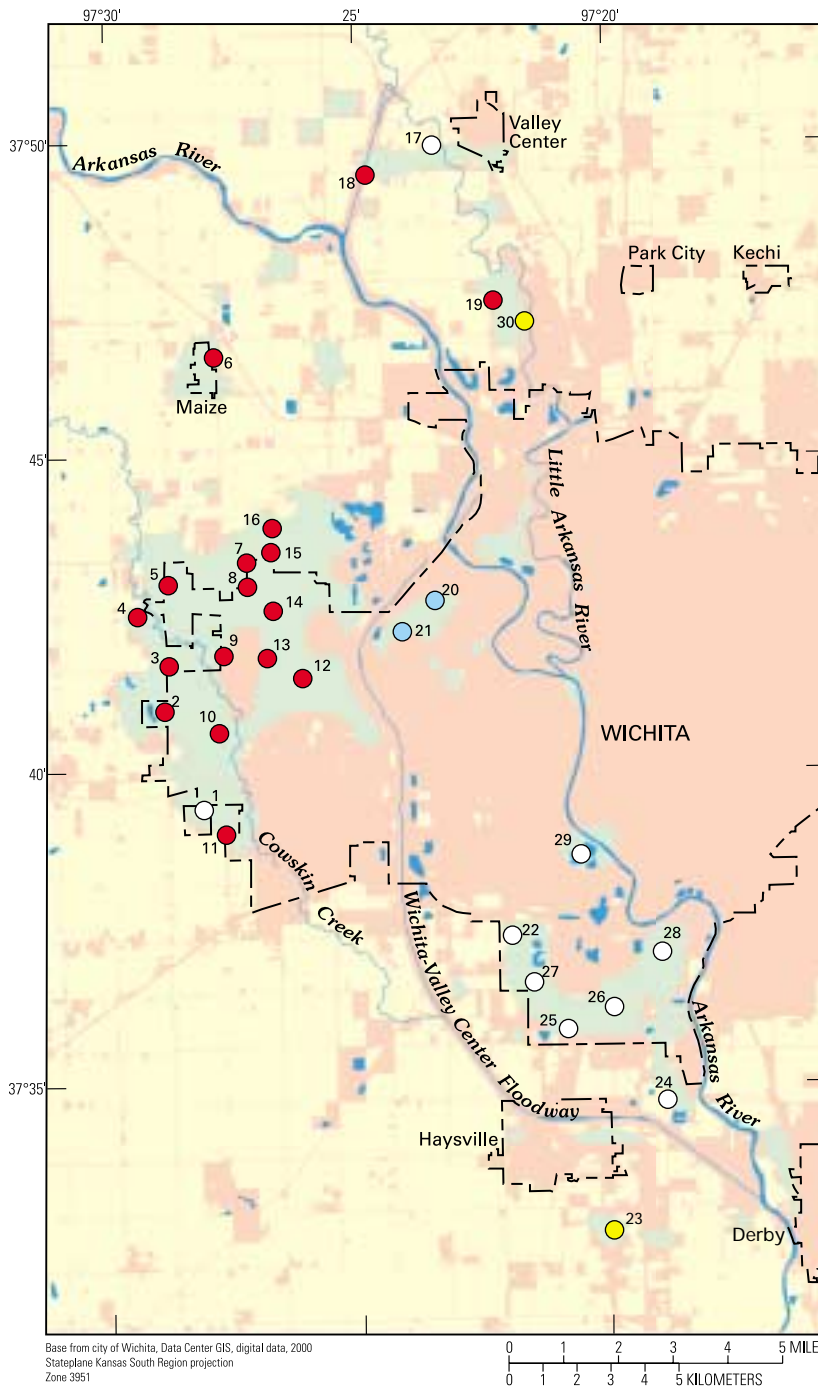 97°30' 25' 97°20'
17
Valley
Center
37°50'
Arkansas River
18
Park City
Kechi
19
30
6
Maize
45'
Little Arkansas River
16
7
15
5
8
20
4
14
21
9
13
3
12
2
10
WICHITA
40'
1
11
29
Cowskin Creek
Wichita-Valley Center Floodway
22
28
27
26
25
Arkansas River
37°35'
24
Haysville
23
Derby
Base from city of Wichita, Data Center GIS, digital data, 2000
Stateplane Kansas South Region projection
Zone 3951
0 1 2 3 4 5 MILE
0 1 2 3 4 5 KILOMETERS